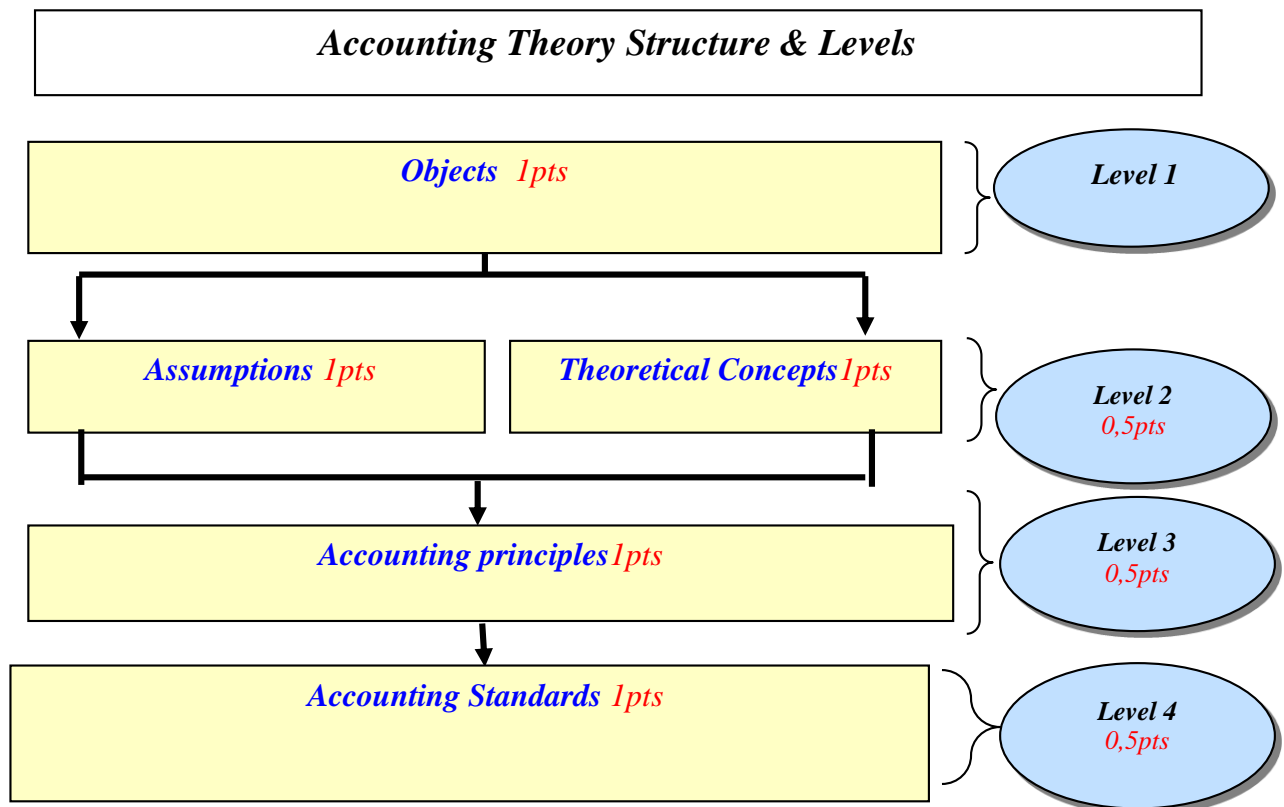 Accounting Theory Structure & Levels
Objects 1pts
Level 1
Assumptions 1pts
Theoretical Concepts1pts
Level 2
0,5pts
Accounting principles1pts
Level 3
0,5pts
Accounting Standards 1pts
Level 4
0,5pts